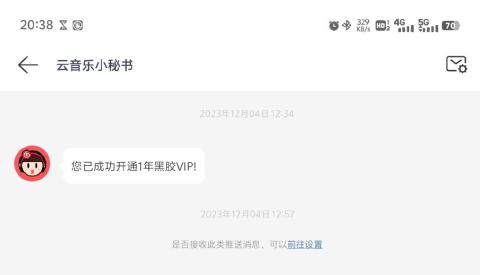 20:38
329
KB/s
HD 1
2
4G
5G
70
云音乐小秘书
2023年12月04日 12:34
您已成功开通1年黑胶VIP!
2023年12月04日 12:57
是否接收此类推送消息，可以前往设置